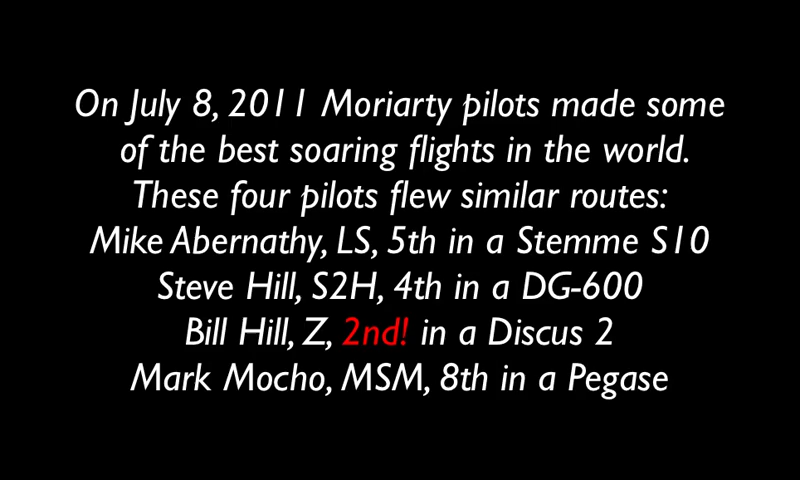 On July 8, 2011 Moriarty pilots made some
of the best soaring flights in the world.
These four pilots flew similar routes:
Mike Abernathy, LS, 5th in a Stemme S10
Steve Hill, S2H, 4th in a DG-600
Bill Hill, Z, 2nd! in a Discus 2
Mark Mocho, MSM, 8th in a Pegase